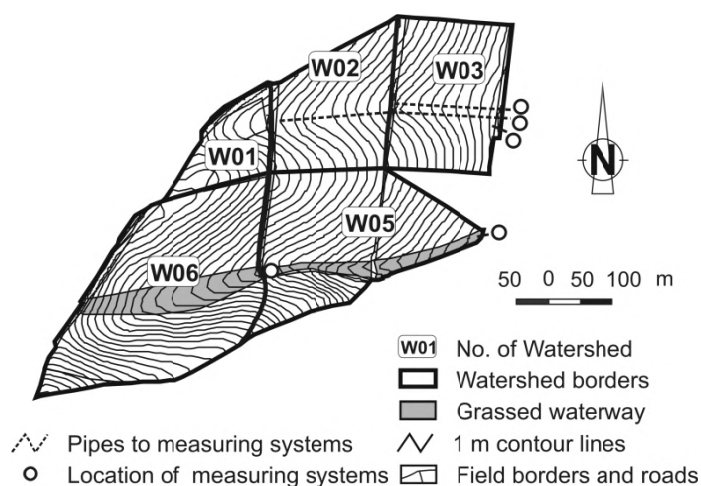 W02
W03
W01
N
W05
W06
50 0 50 100 m
W01 No. of Watershed
Watershed borders
Grassed waterway
Pipes to measuring systems
1 m contour lines
Location of measuring systems
Field borders and roads